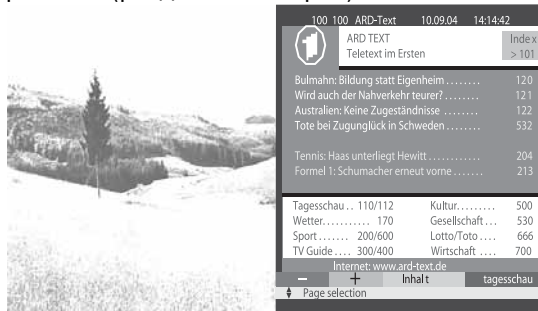 100 100 ARD-Text 10.09.04 14:14:42
ARD TEXT Index
Teletext im Ersten > 101
Bulmahn: Bildung statt Eigenheim ........ 120
Wird auch der Nahverkehr teurer? ........ 121
Australien: Keine Zugeständnisse ........ 122
Tote bei Zugunglück in Schweden ........ 532
Tennis: Haas unterliegt Hewitt ............ 204
Formel 1: Schumacher erneut vorne ....... 213
Tagesschau .. 110/112 Kultur......... 500
Wetter........... 170 Gesellschaft ... 530
Sport ....... 200/600 Lotto/Toto .... 666
TV Guide .... 300/400 Wirtschaft .... 700
Internet: www.ard-text.de
− + Inhalt tagesschau
Page selection